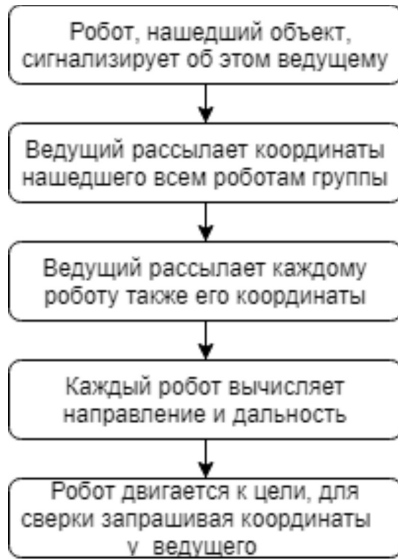 Робот, нашедший объект,
сигнализирует об этом ведущему
Ведущий рассылает координаты
нашедшего всем роботам группы
Ведущий рассылает каждому
роботу также его координаты
Каждый робот вычисляет
направление и дальность
Робот двигается к цели, для
сверки запрашивая координаты
у ведущего